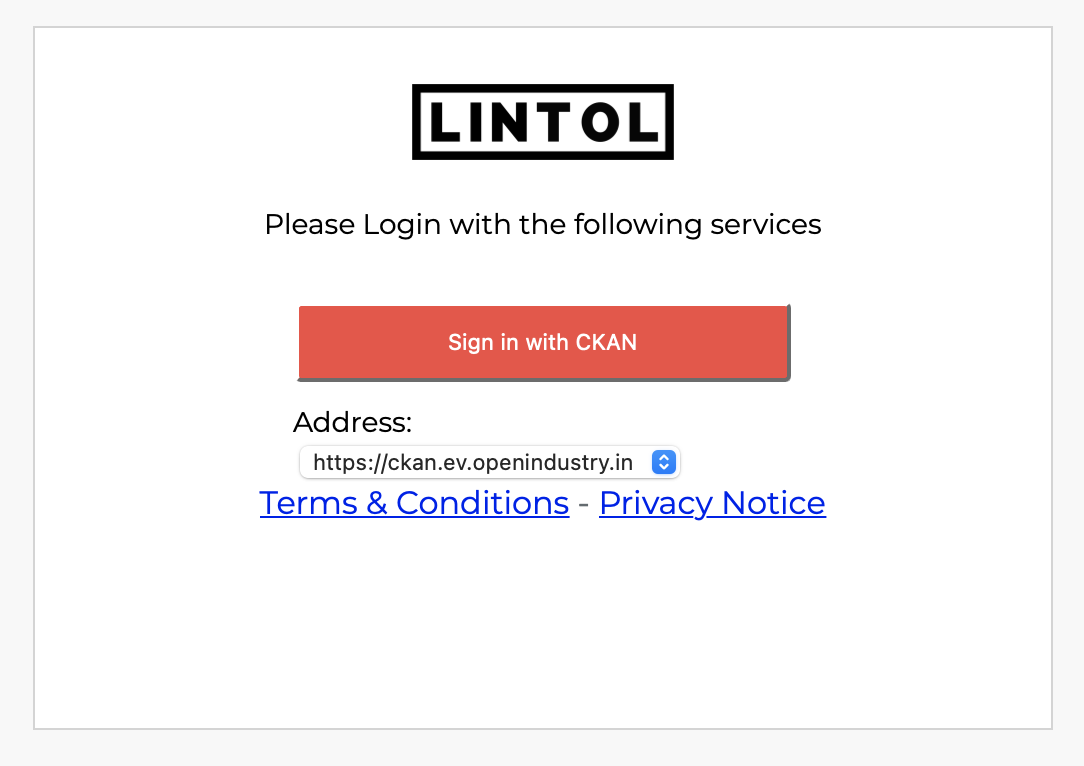 LINTOL
Please Login with the following services
Sign in with CKAN
Address:
https://ckan.ev.openindustry.in
Terms & Conditions - Privacy Notice